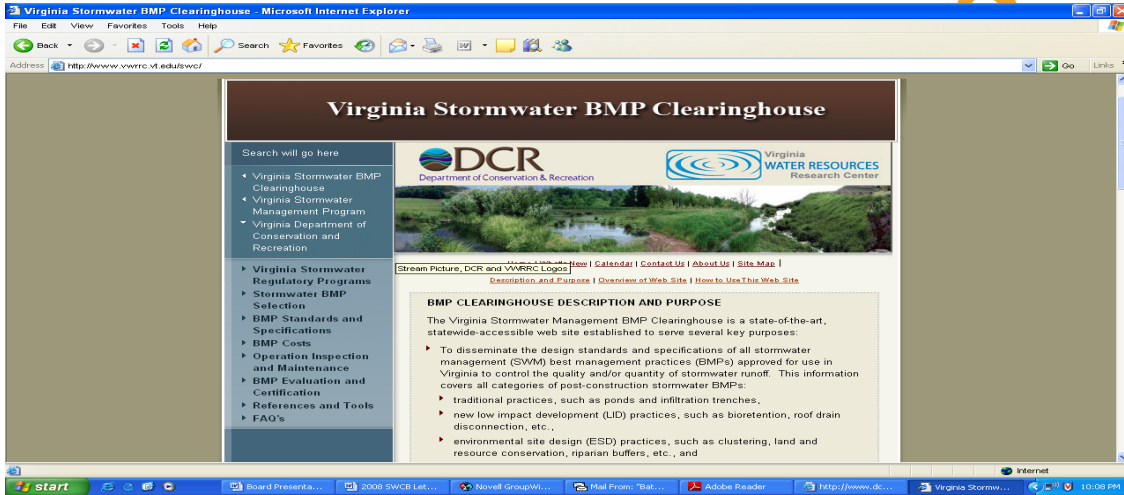 Virginia Stormwater BMP Clearinghouse - Microsoft Internet Explorer
File Edit View Favorites Tools Help
Back Search Favorites
Address http://www.vwrrc.vt.edu/swc/ Go Links
Virginia Stormwater BMP Clearinghouse
Search will go here
Virginia Stormwater BMP
Clearinghouse
Virginia Stormwater
Management Program
Virginia Department of
Conservation and
Recreation
Virginia Stormwater
Regulatory Programs
Stormwater BMP
Selection
BMP Standards and
Specifications
BMP Costs
Operation Inspection
and Maintenance
BMP Evaluation and
Certification
References and Tools
FAQ's
DCR
Department of Conservation & Recreation
Virginia
WATER RESOURCES
Research Center
Stream Picture, DCR and VWRRC Logos
New | Calendar | Contact Us | About Us | Site Map |
Description and Purpose | Overview of Web Site | How to Use This Web Site
BMP CLEARINGHOUSE DESCRIPTION AND PURPOSE
The Virginia Stormwater Management BMP Clearinghouse is a state-of-the-art,
statewide-accessible web site established to serve several key purposes:
To disseminate the design standards and specifications of all stormwater
management (SWM) best management practices (BMPs) approved for use in
Virginia to control the quality and/or quantity of stormwater runoff. This information
covers all categories of post-construction stormwater BMPs:
traditional practices, such as ponds and infiltration trenches,
new low impact development (LID) practices, such as bioretention, roof drain
disconnection, etc.,
environmental site design (ESD) practices, such as clustering, land and
resource conservation, riparian buffers, etc., and
Internet
start Board Presenta... 2008 SWCB Let... Novell GroupWi... Mail From: "Bat... Adobe Reader http://www.dc... Virginia Stormw... 10:08 PM